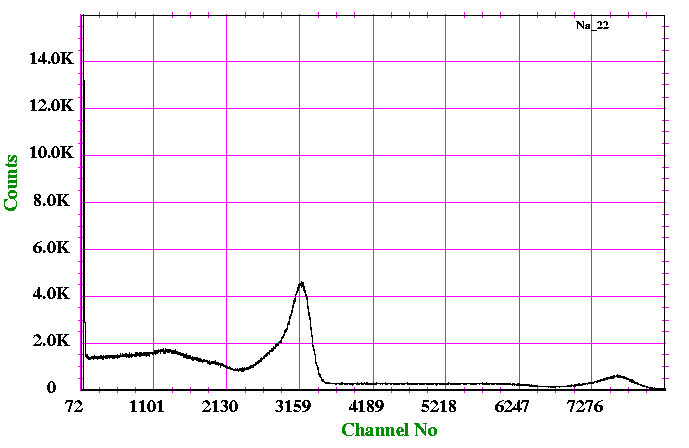 Na_22
14.0K
12.0K
10.0K
8.0K
6.0K
4.0K
2.0K
0
Counts
72 1101 2130 3159 4189 5218 6247 7276
Channel No